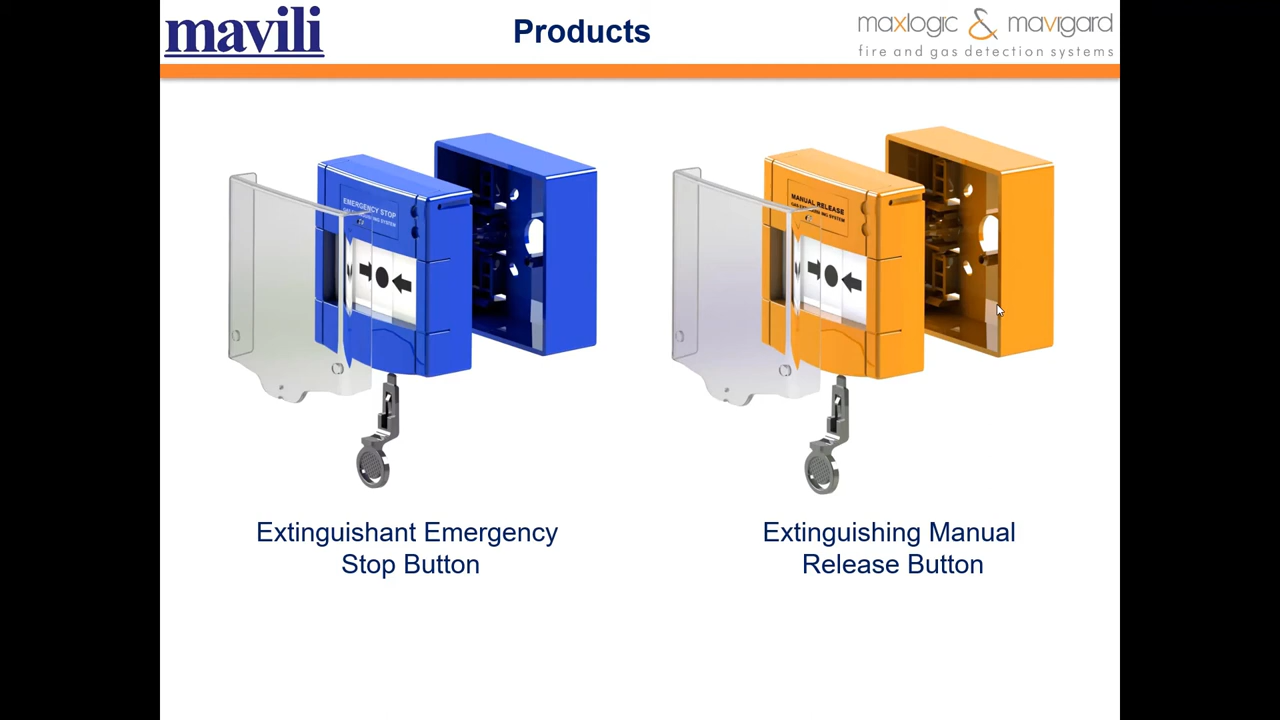 mavili
Products
maxlogic & mavigard
fire and gas detection systems
EMERGENCY STOP
MANUAL RELEASE
Extinguishant Emergency
Stop Button
Extinguishing Manual
Release Button